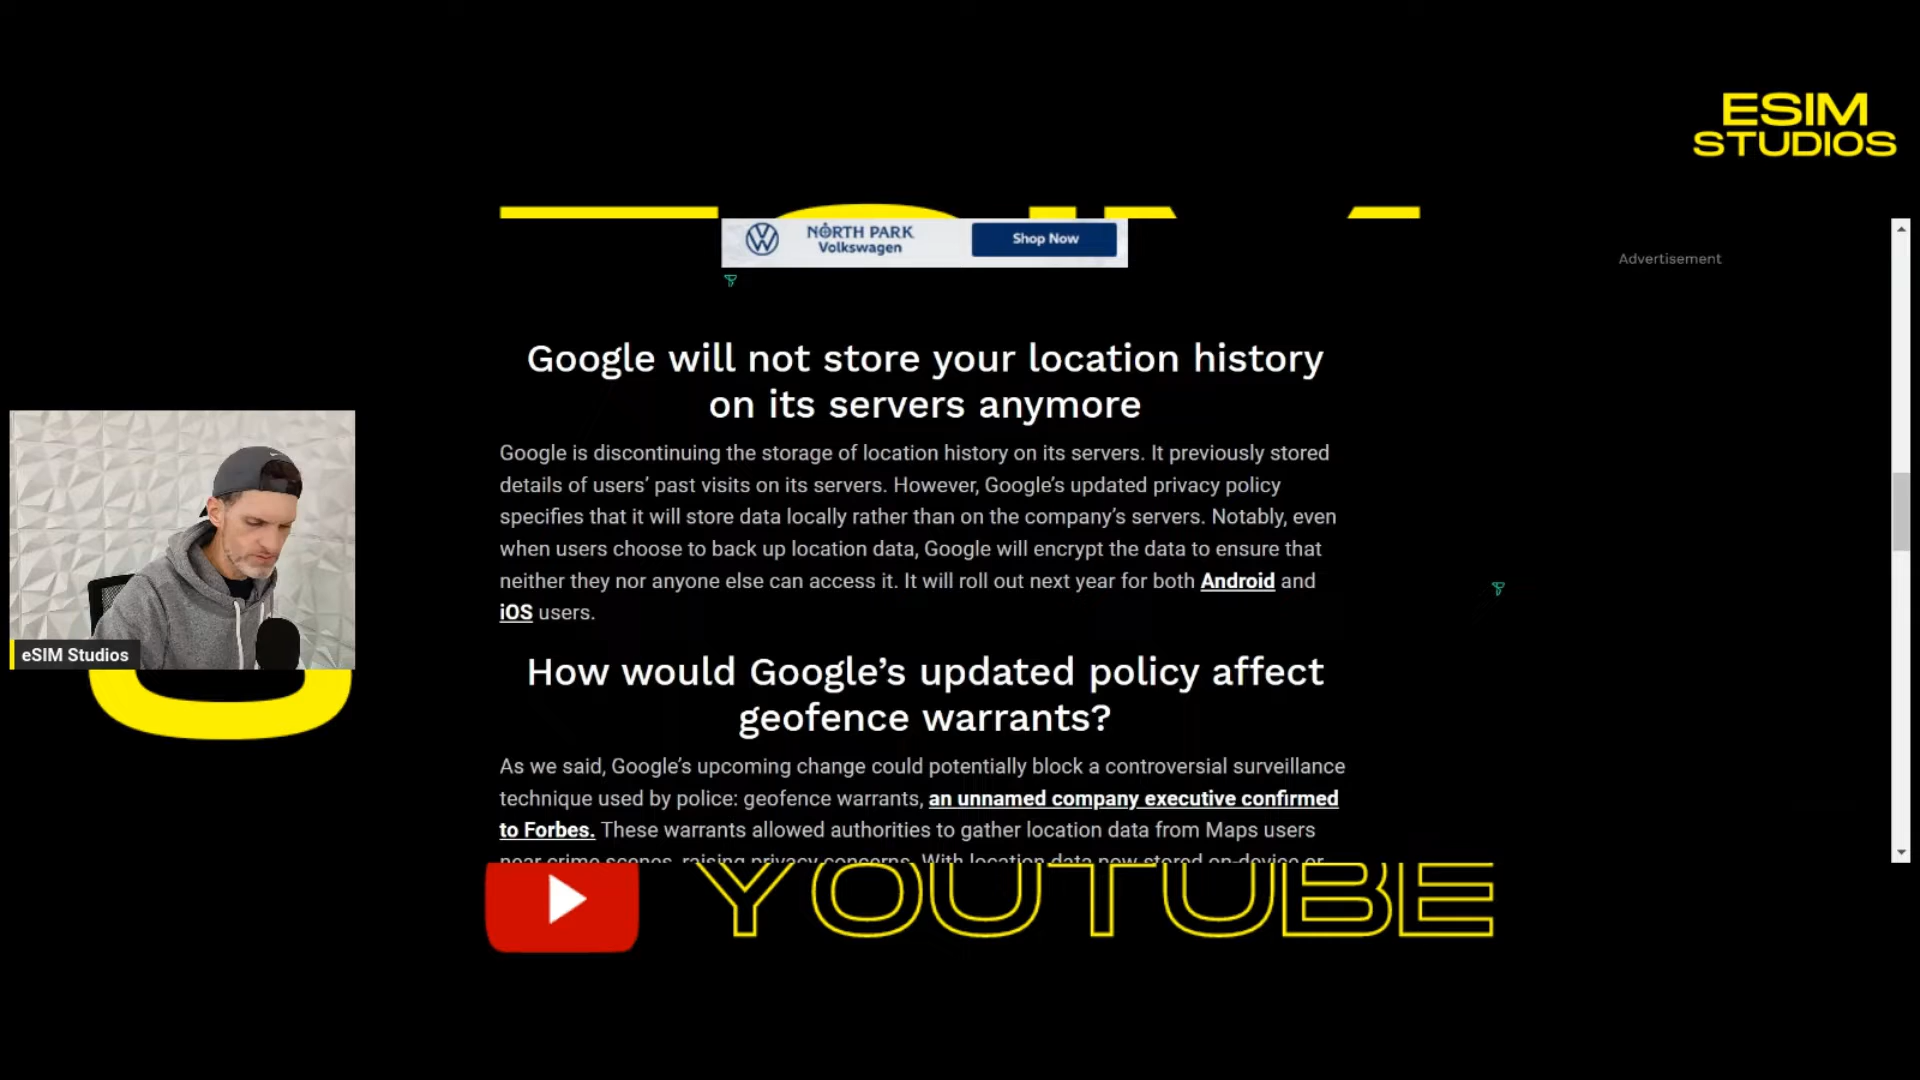 ESIM
STUDIOS
NORTH PARK
Volkswagen
Shop Now
Advertisement
Google will not store your location history
on its servers anymore
Google is discontinuing the storage of location history on its servers. It previously stored
details of users’ past visits on its servers. However, Google’s updated privacy policy
specifies that it will store data locally rather than on the company’s servers. Notably, even
when users choose to back up location data, Google will encrypt the data to ensure that
neither they nor anyone else can access it. It will roll out next year for both Android and
iOS users.
eSIM Studios
How would Google’s updated policy affect
geofence warrants?
As we said, Google’s upcoming change could potentially block a controversial surveillance
technique used by police: geofence warrants, an unnamed company executive confirmed
to Forbes. These warrants allowed authorities to gather location data from Maps users
near crime scenes, raising privacy concerns. With location data now stored on-device or
YOUTUBE